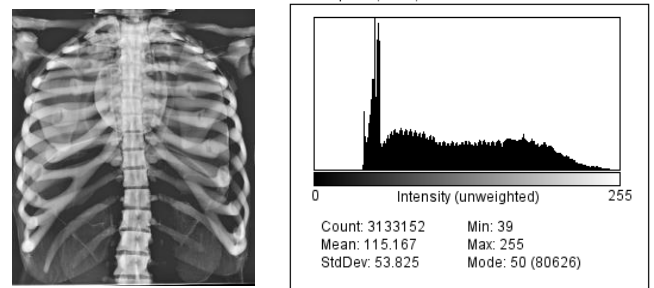 0 Intensity (unweighted) 255
Count: 3133152 Min: 39
Mean: 115.167 Max: 255
StdDev: 53.825 Mode: 50 (80626)